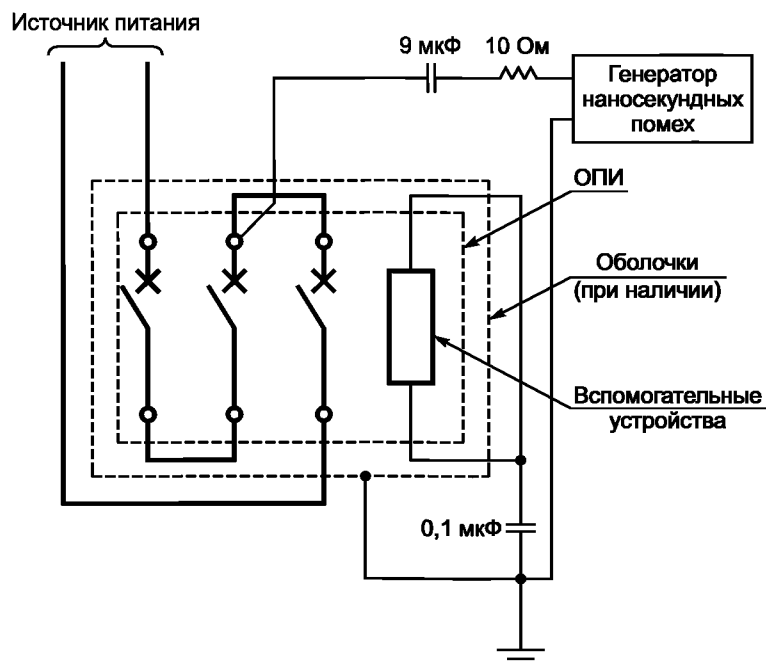 Источник питания
9 мкФ
10 Ом
Генератор
наносекундных
помех
ОПИ
Оболочки
(при наличии)
Вспомогательные
устройства
0,1 мкФ